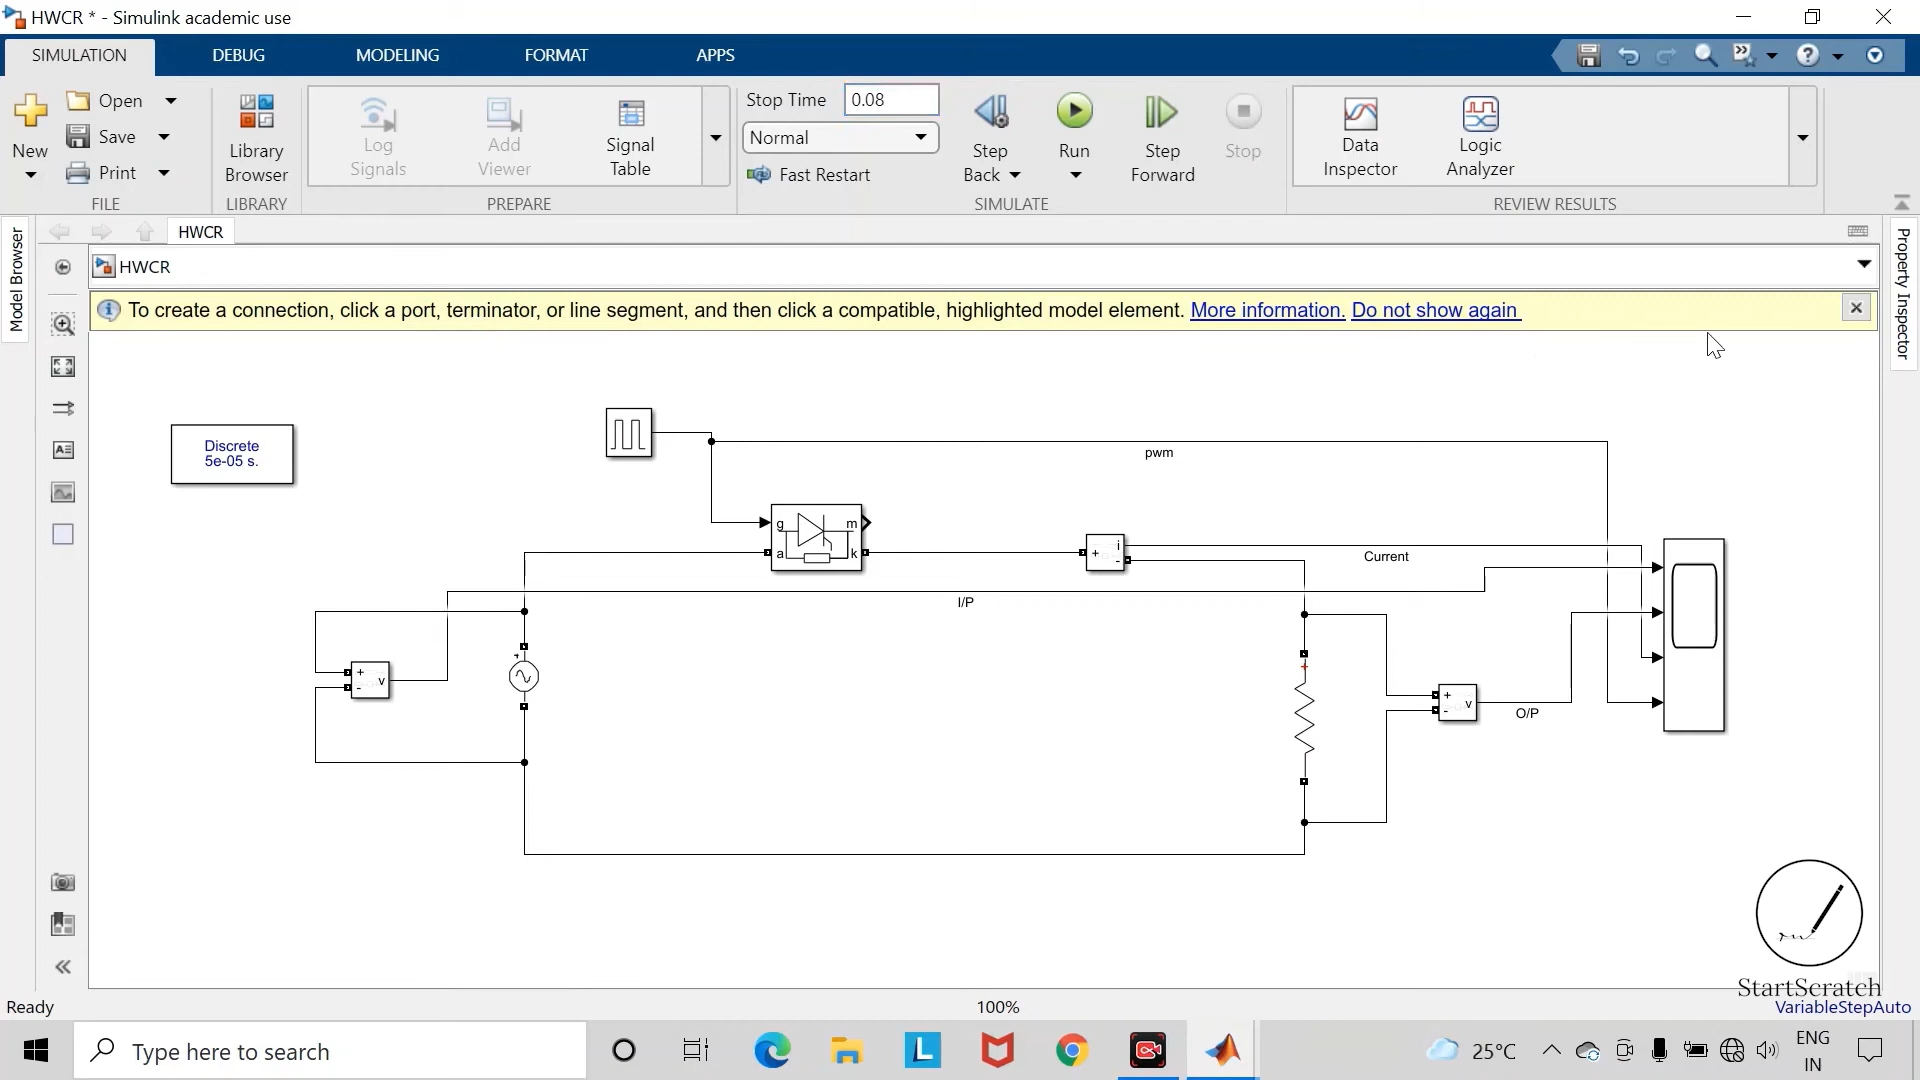 HWCR * - Simulink academic use
SIMULATION
DEBUG
MODELING
FORMAT
APPS
New
Open
Save
Print
FILE
Library
Browser
LIBRARY
Log
Signals
Add
Viewer
Signal
Table
PREPARE
Stop Time 0.08
Normal
Fast Restart
Step
Back
Run
Step
Forward
Stop
SIMULATE
Data
Inspector
Logic
Analyzer
REVIEW RESULTS
Model Browser
HWCR
HWCR
Property Inspector
To create a connection, click a port, terminator, or line segment, and then click a compatible, highlighted model element. More information. Do not show again
Discrete
5e-05 s.
pwm
g
m
a
k
+
i
-
Current
I/P
+
v
-
+
+
+
v
-
O/P
StartScratch
Ready
100%
VariableStepAuto
Type here to search
L
25°C
ENG
IN